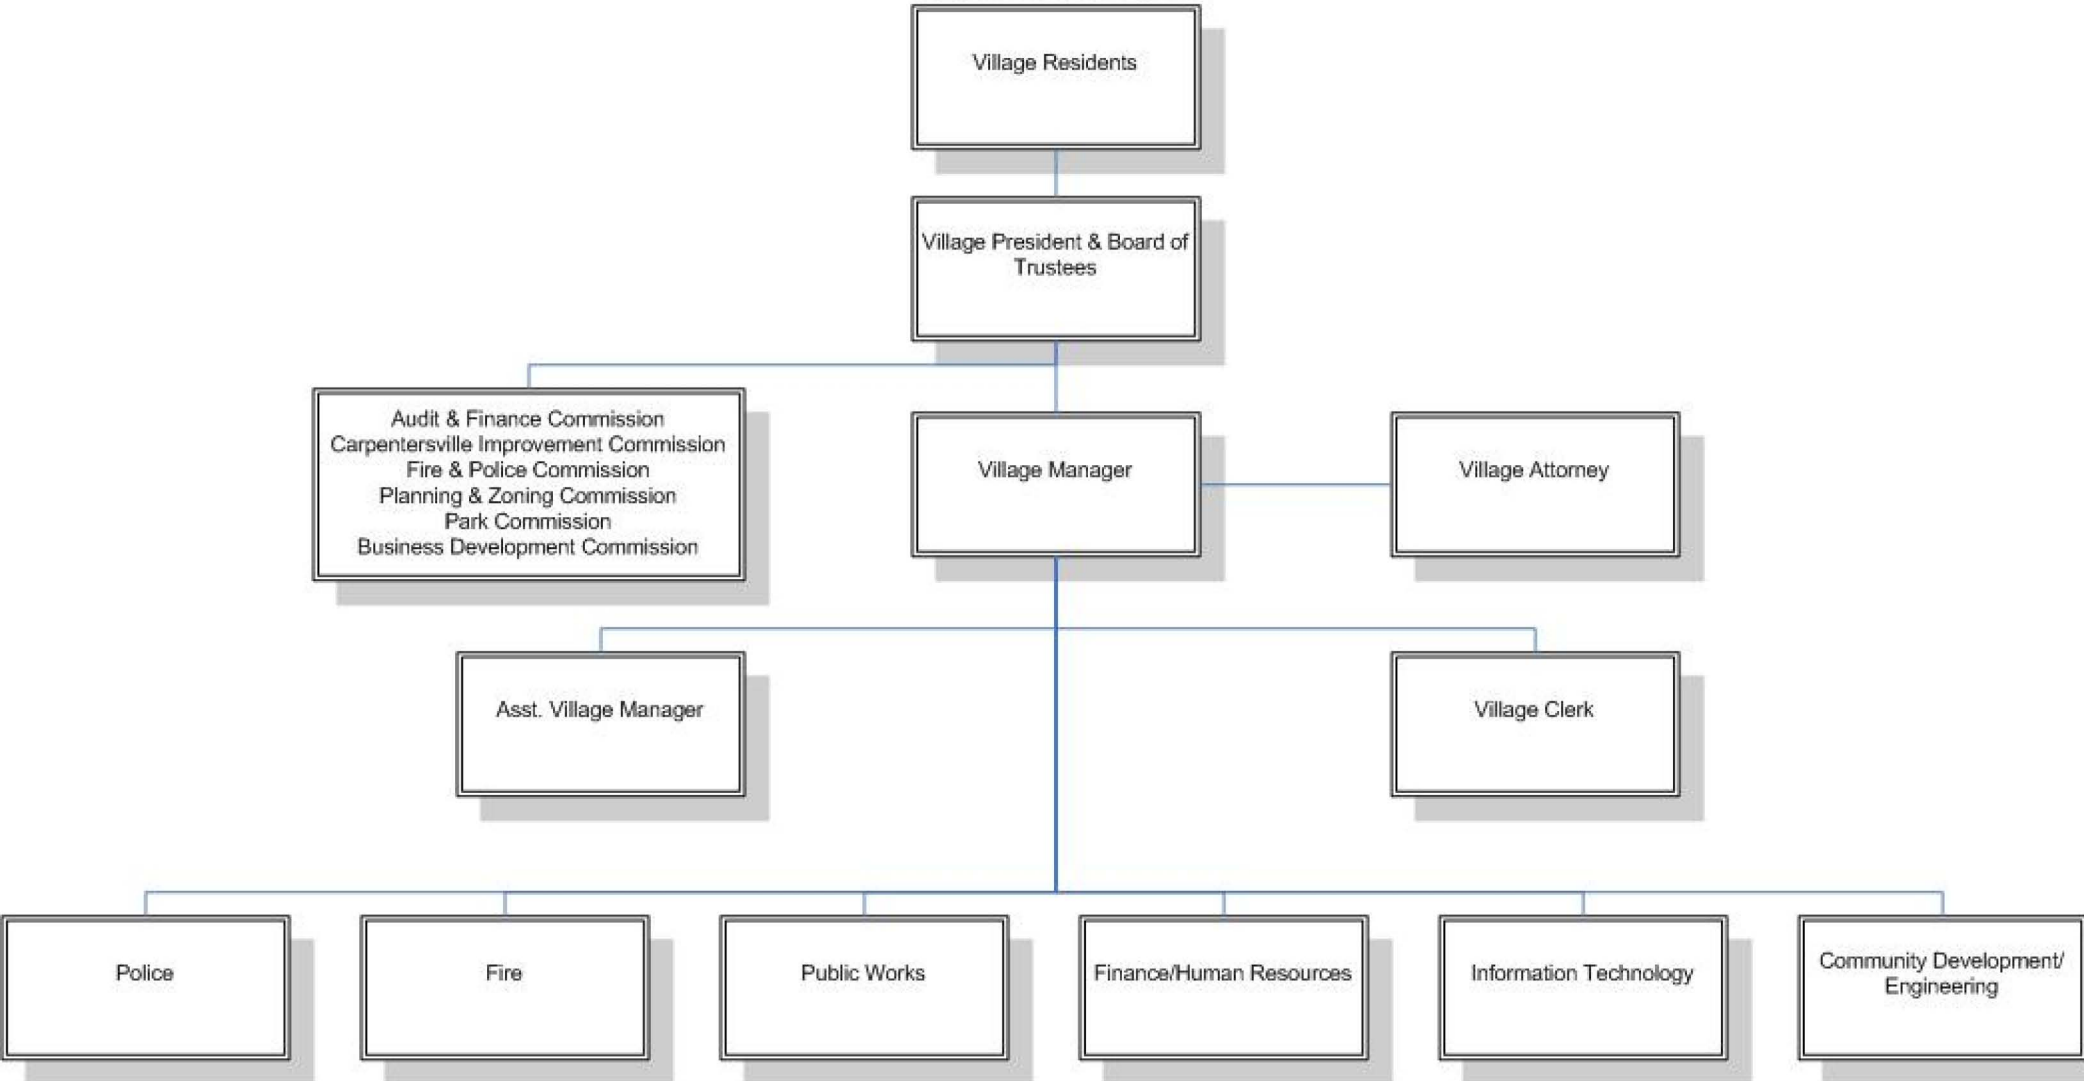 Village Residents
Village President & Board of
Trustees
Audit & Finance Commission
Carpentersville Improvement Commission
Fire & Police Commission
Planning & Zoning Commission
Park Commission
Business Development Commission
Village Manager
Village Attorney
Asst. Village Manager
Village Clerk
Police
Fire
Public Works
Finance/Human Resources
Information Technology
Community Development/
Engineering